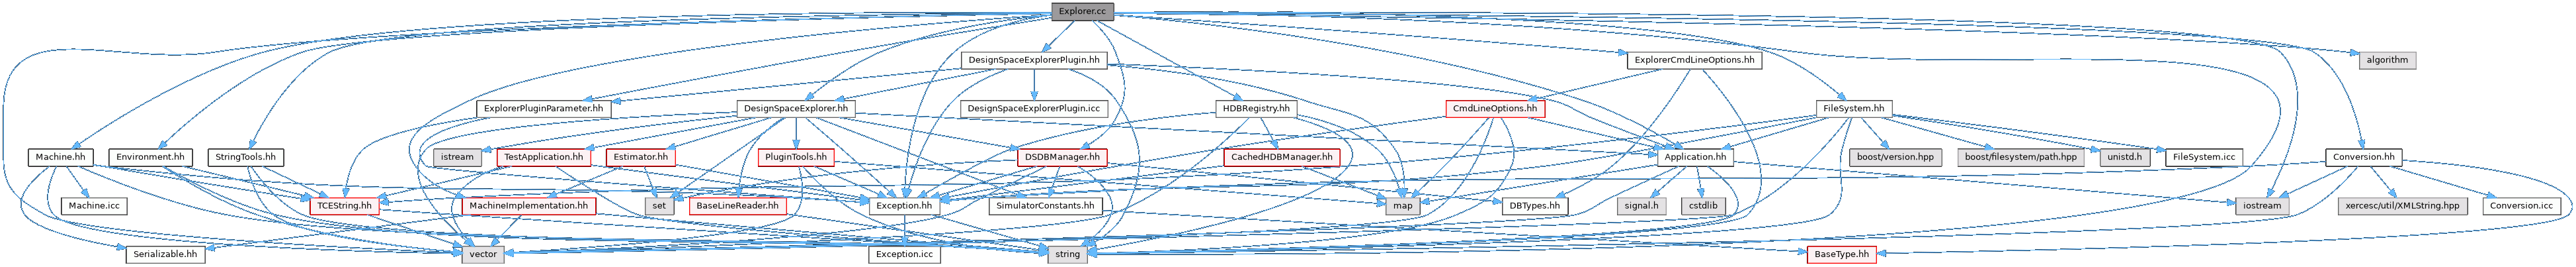 Explorer.cc
DesignSpaceExplorerPlugin.hh
ExplorerCmdLineOptions.hh
algorithm
ExplorerPluginParameter.hh
DesignSpaceExplorer.hh
DesignSpaceExplorerPlugin.icc
HDBRegistry.hh
CmdLineOptions.hh
FileSystem.hh
Machine.hh
Environment.hh
StringTools.hh
istream
TestApplication.hh
Estimator.hh
PluginTools.hh
DSDBManager.hh
CachedHDBManager.hh
Application.hh
boost/version.hpp
boost/filesystem/path.hpp
unistd.h
FileSystem.icc
Conversion.hh
Machine.icc
TCEString.hh
MachineImplementation.hh
set
BaseLineReader.hh
Exception.hh
SimulatorConstants.hh
map
DBTypes.hh
signal.h
cstdlib
iostream
xercesc/util/XMLString.hpp
Conversion.icc
Serializable.hh
vector
Exception.icc
string
BaseType.hh